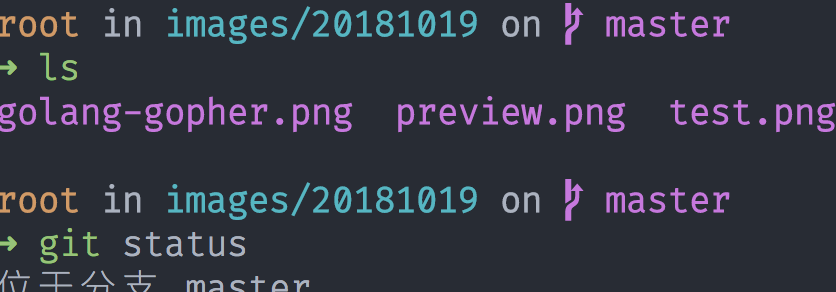 root in images/20181019 on master
➜ ls
golang-gopher.png preview.png test.png
root in images/20181019 on master
➜ git status
位于分支 master